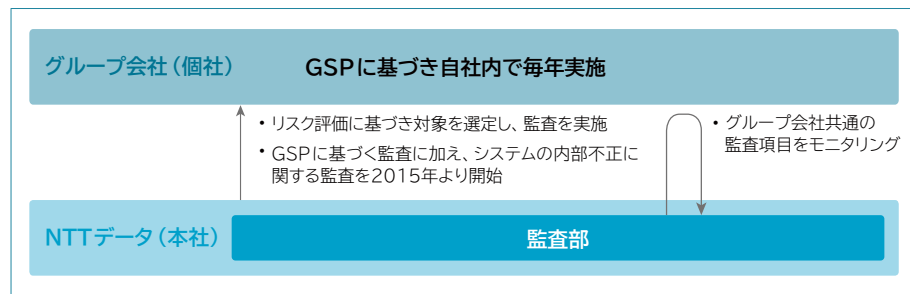 グループ会社（個社） GSPに基づき自社内で毎年実施
・リスク評価に基づき対象を選定し、監査を実施
・GSPに基づく監査に加え、システムの内部不正に
関する監査を2015年より開始
・グループ会社共通の
監査項目をモニタリング
NTTデータ（本社） 監査部